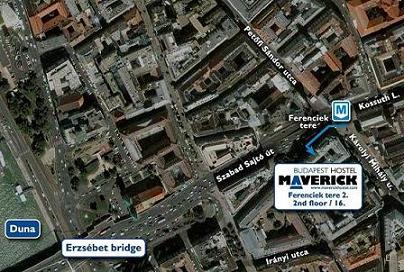 Petőfi Sándor utca
M
Kossuth L.
Ferenciek
tere
Károlyi Mihály u.
Szabad Sajtó út
BUDAPEST HOSTEL
MAVERICK
www.mavericklhostel.com
Ferenciek tere 2.
2nd floor / 16.
Duna
Erzsébet bridge
Irányi utca